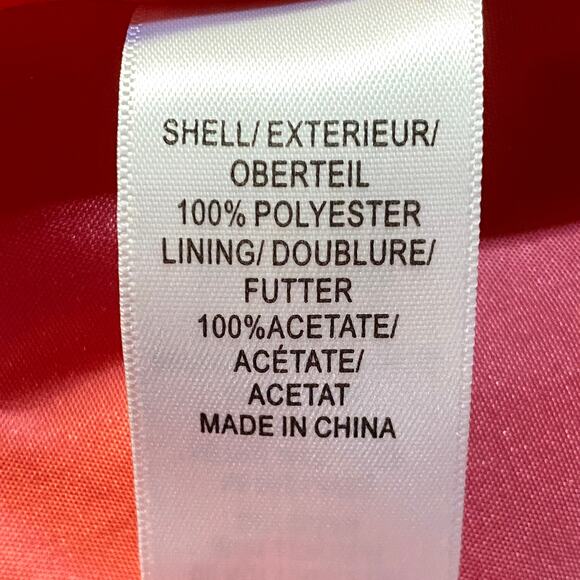 SHELL/ EXTERIEUR/
OBERTEIL
100% POLYESTER
LINING/ DOUBLURE/
FUTTER
100%ACETATE/
ACÉTATE/
ACETAT
MADE IN CHINA